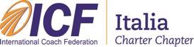 ICF
International Coach Federation
Italia
Charter Chapter